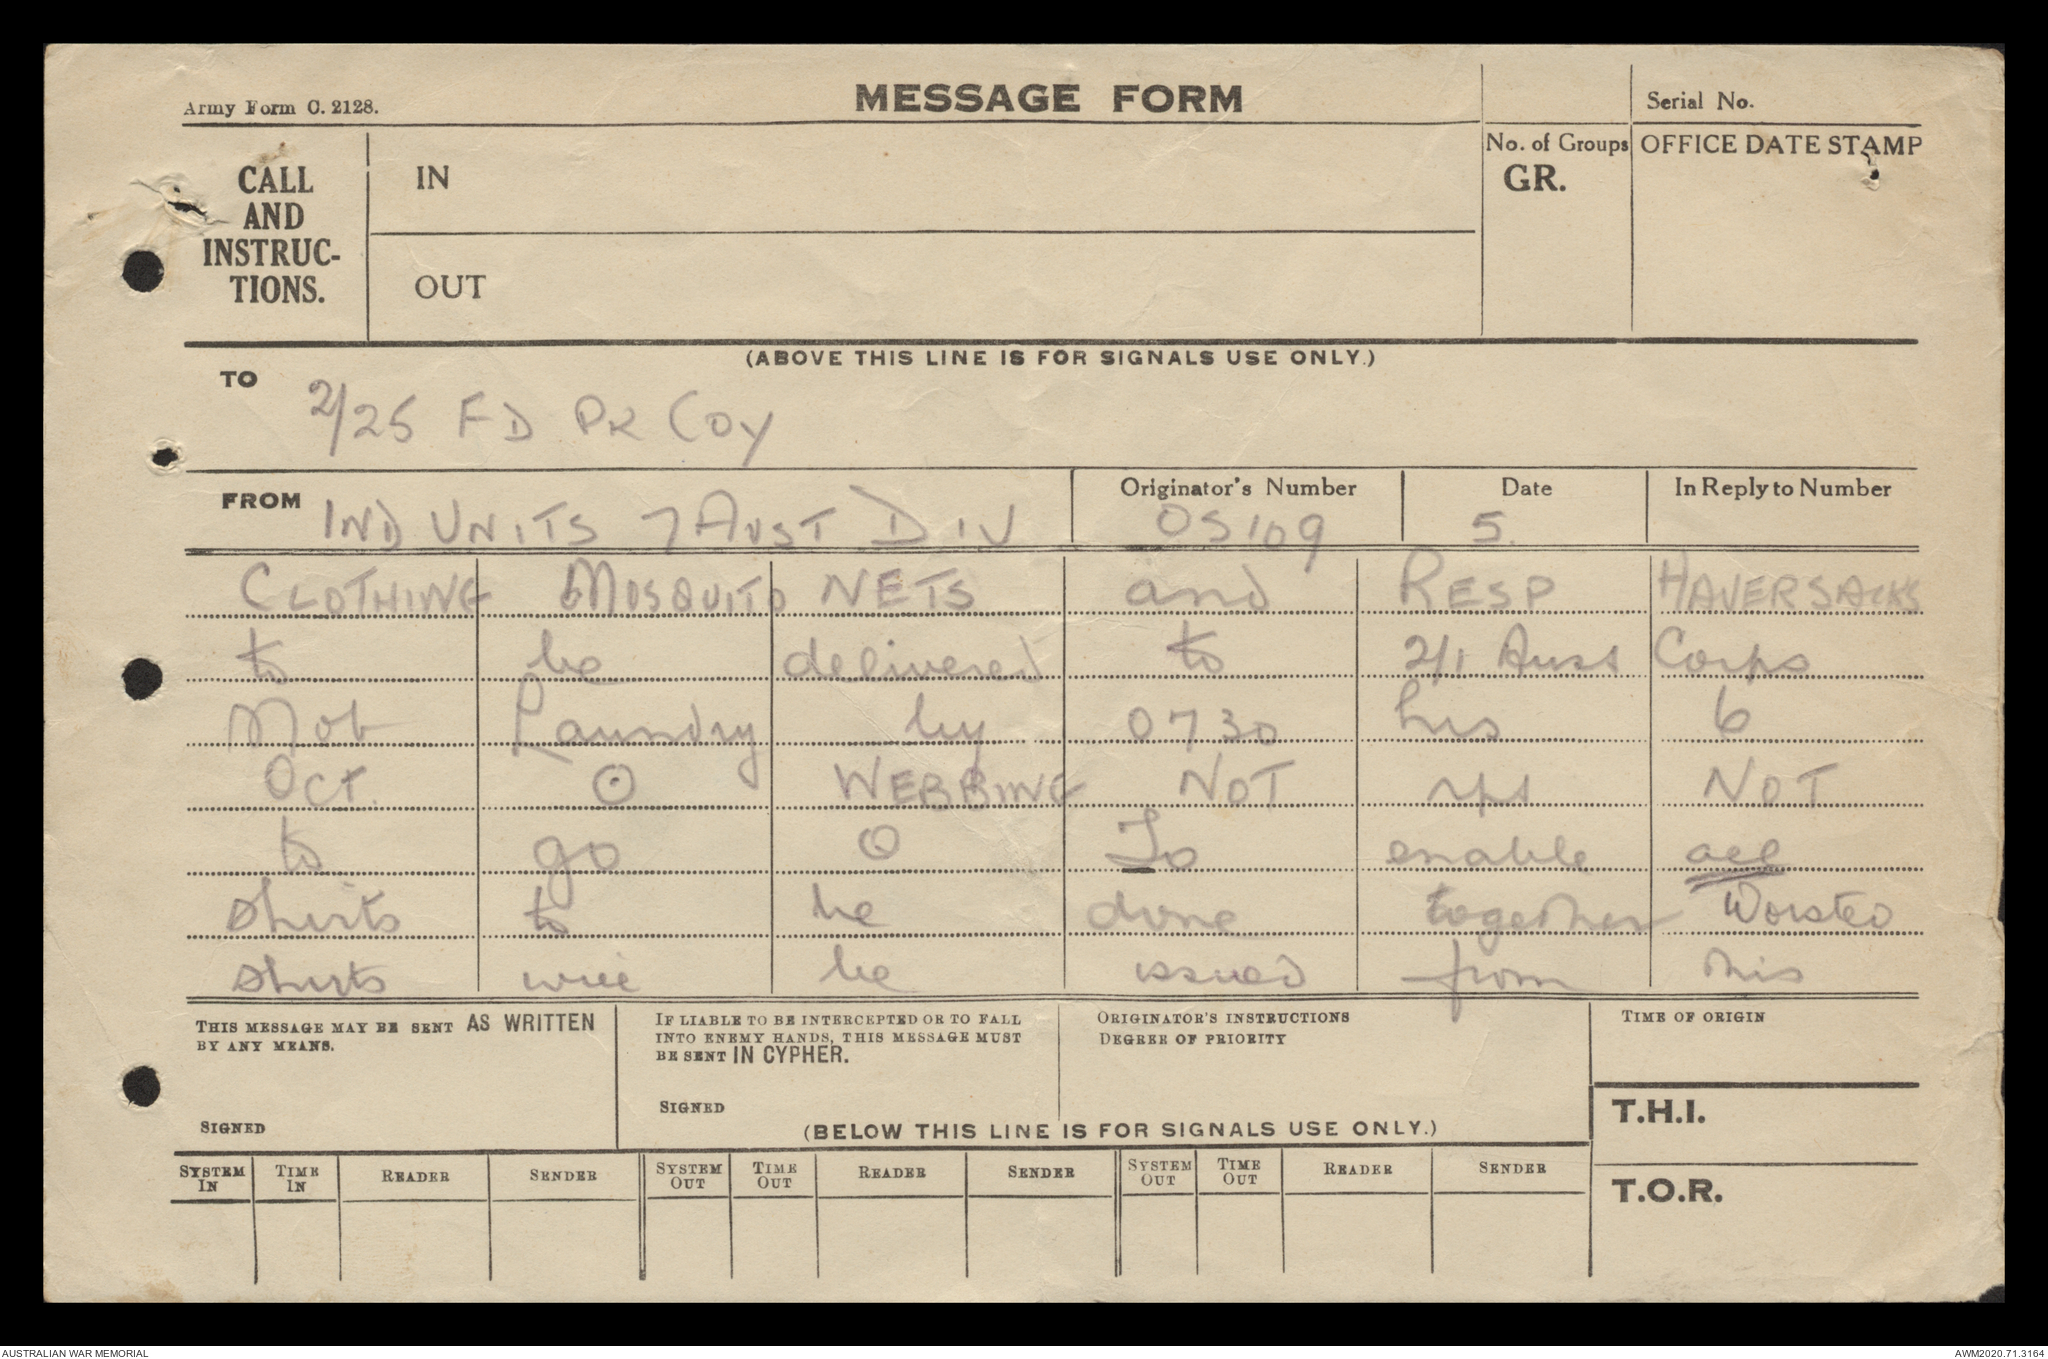 Army Form C. 2128.
MESSAGE FORM
Serial No.
CALL
AND
INSTRUC-
TIONS.
IN
OUT
No. of Groups
GR.
OFFICE DATE STAMP
(ABOVE THIS LINE IS FOR SIGNALS USE ONLY.)
TO
2/25 FD PK COY
FROM
IND UNITS 7 AUST DIV
Originator's Number
OS109
Date
5.
In Reply to Number
CLOTHING MOSQUITO NETS and RESP HAVERSACKS
to be delivered to 2/1 Aust Corps
Mob Laundry by 0730 hrs 6
OCT. O WEBBING NOT rpt NOT
to go O To enable all
shirts to be done together Worsted
shirts will be issued from this
THIS MESSAGE MAY BE SENT AS WRITTEN
BY ANY MEANS.
SIGNED
IF LIABLE TO BE INTERCEPTED OR TO FALL
INTO ENEMY HANDS, THIS MESSAGE MUST
BE SENT IN CYPHER.
SIGNED
ORIGINATOR'S INSTRUCTIONS
DEGREE OF PRIORITY
TIME OF ORIGIN
T.H.I.
T.O.R.
(BELOW THIS LINE IS FOR SIGNALS USE ONLY.)
SYSTEM IN TIME IN READER SENDER SYSTEM OUT TIME OUT READER SENDER SYSTEM OUT TIME OUT READER SENDER
AUSTRALIAN WAR MEMORIAL
AWM2020.71.3164